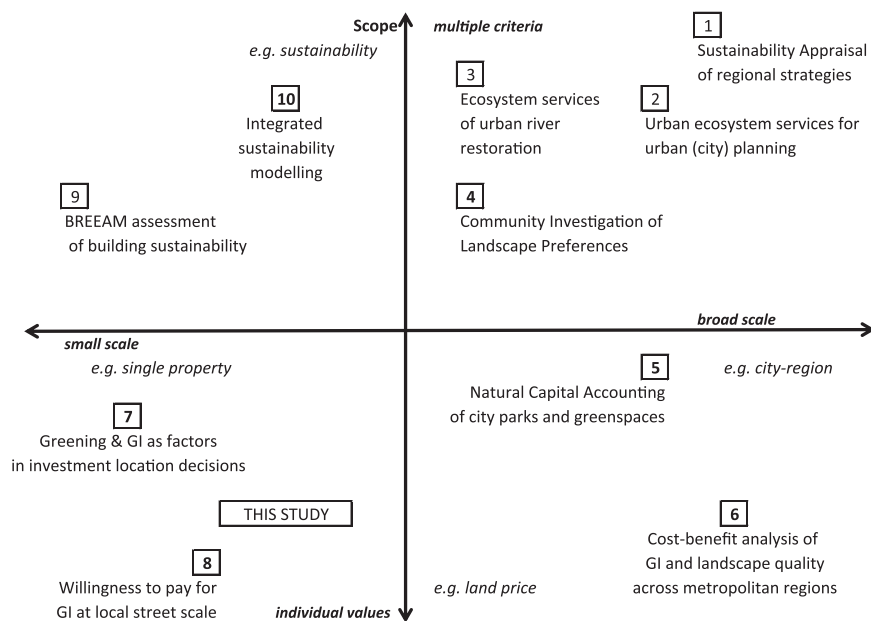 Scope
multiple criteria
e.g. sustainability
1
Sustainability Appraisal
of regional strategies
3
Ecosystem services
of urban river
restoration
2
Urban ecosystem services for
urban (city) planning
10
Integrated
sustainability
modelling
9
BREEAM assessment
of building sustainability
4
Community Investigation of
Landscape Preferences
broad scale
small scale
e.g. single property
e.g. city-region
5
Natural Capital Accounting
of city parks and greenspaces
7
Greening & GI as factors
in investment location decisions
THIS STUDY
6
Cost-benefit analysis of
GI and landscape quality
across metropolitan regions
8
Willingness to pay for
GI at local street scale
e.g. land price
individual values